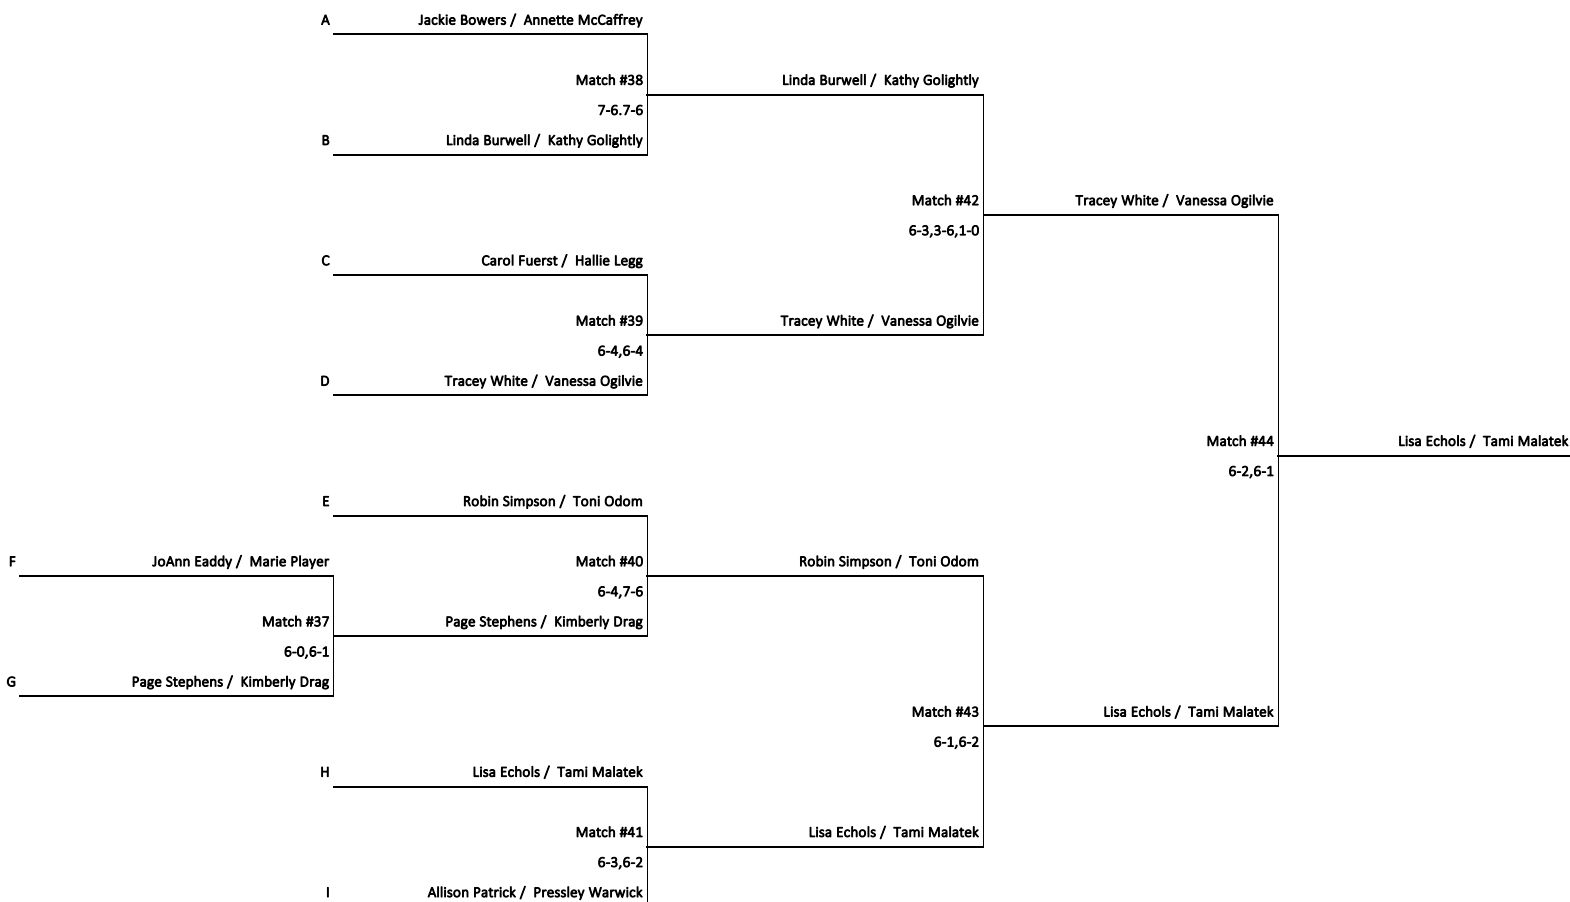 A Jackie Bowers / Annette McCaffrey
Match #38 Linda Burwell / Kathy Golightly
7-6.7-6
B Linda Burwell / Kathy Golightly
Match #42 Tracey White / Vanessa Ogilvie
6-3,3-6,1-0
C Carol Fuerst / Hallie Legg
Match #39 Tracey White / Vanessa Ogilvie
6-4,6-4
D Tracey White / Vanessa Ogilvie
Match #44 Lisa Echols / Tami Malatek
6-2,6-1
E Robin Simpson / Toni Odom
F JoAnn Eaddy / Marie Player Match #40 Robin Simpson / Toni Odom
6-4,7-6
Match #37 Page Stephens / Kimberly Drag
6-0,6-1
G Page Stephens / Kimberly Drag
Match #43 Lisa Echols / Tami Malatek
6-1,6-2
H Lisa Echols / Tami Malatek
Match #41 Lisa Echols / Tami Malatek
6-3,6-2
I Allison Patrick / Pressley Warwick